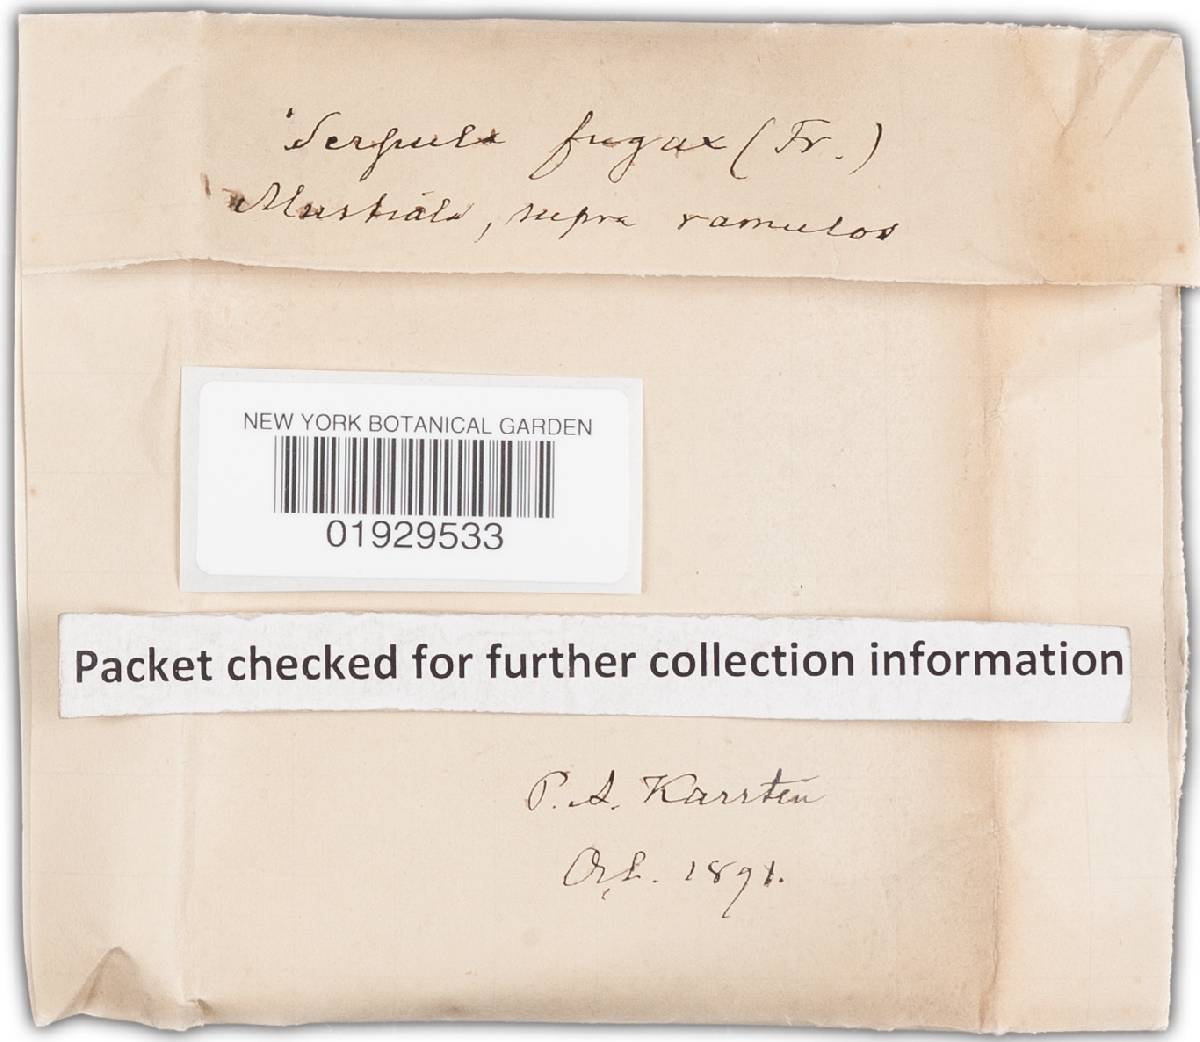 Serpula fugax (Fr.)
Mustiala, supra ramulos
NEW YORK BOTANICAL GARDEN
01929533
Packet checked for further collection information
P. A. Karsten
1891.